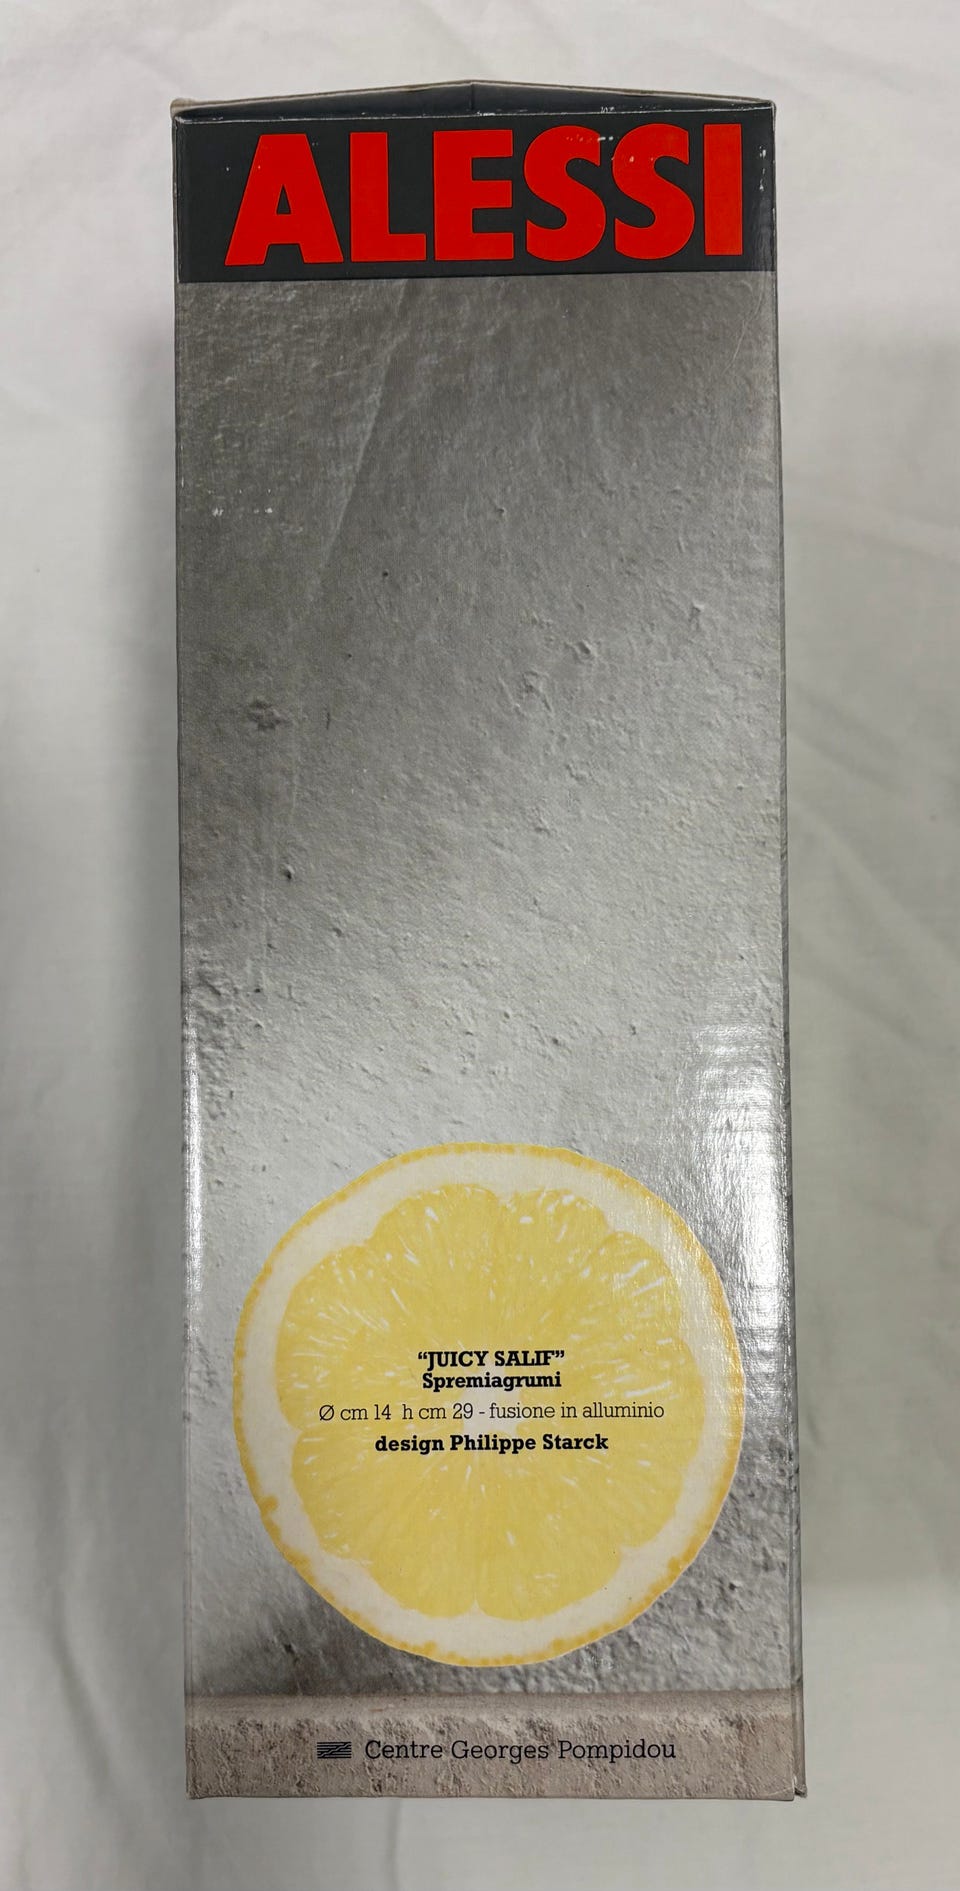 ALESSI
“JUICY SALIF”
Spremiagrumi
Ø cm 14 h cm 29 - fusione in alluminio
design Philippe Starck
Centre Georges Pompidou